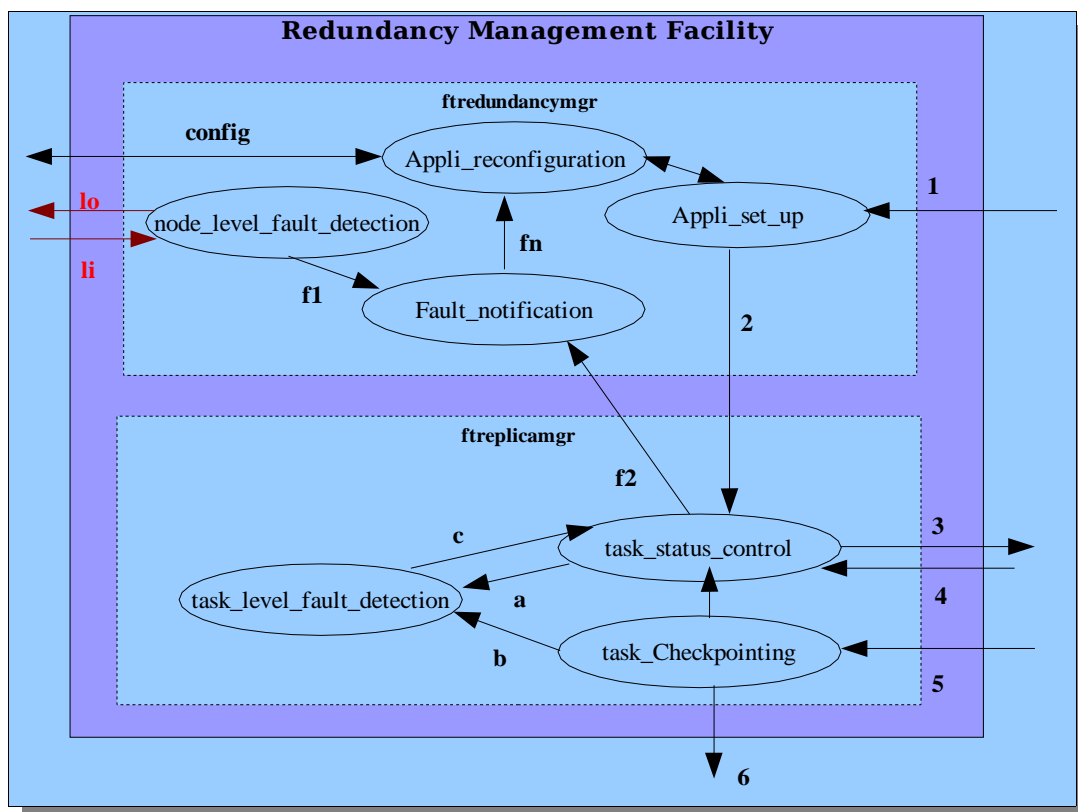 Redundancy Management Facility
ftredundancymgr
config
Appli_reconfiguration
1
lo
node_level_fault_detection
Appli_set_up
fn
li
f1
Fault_notification
2
ftreplicamgr
f2
3
c
task_status_control
task_level_fault_detection
a
4
b
task_Checkpointing
5
6